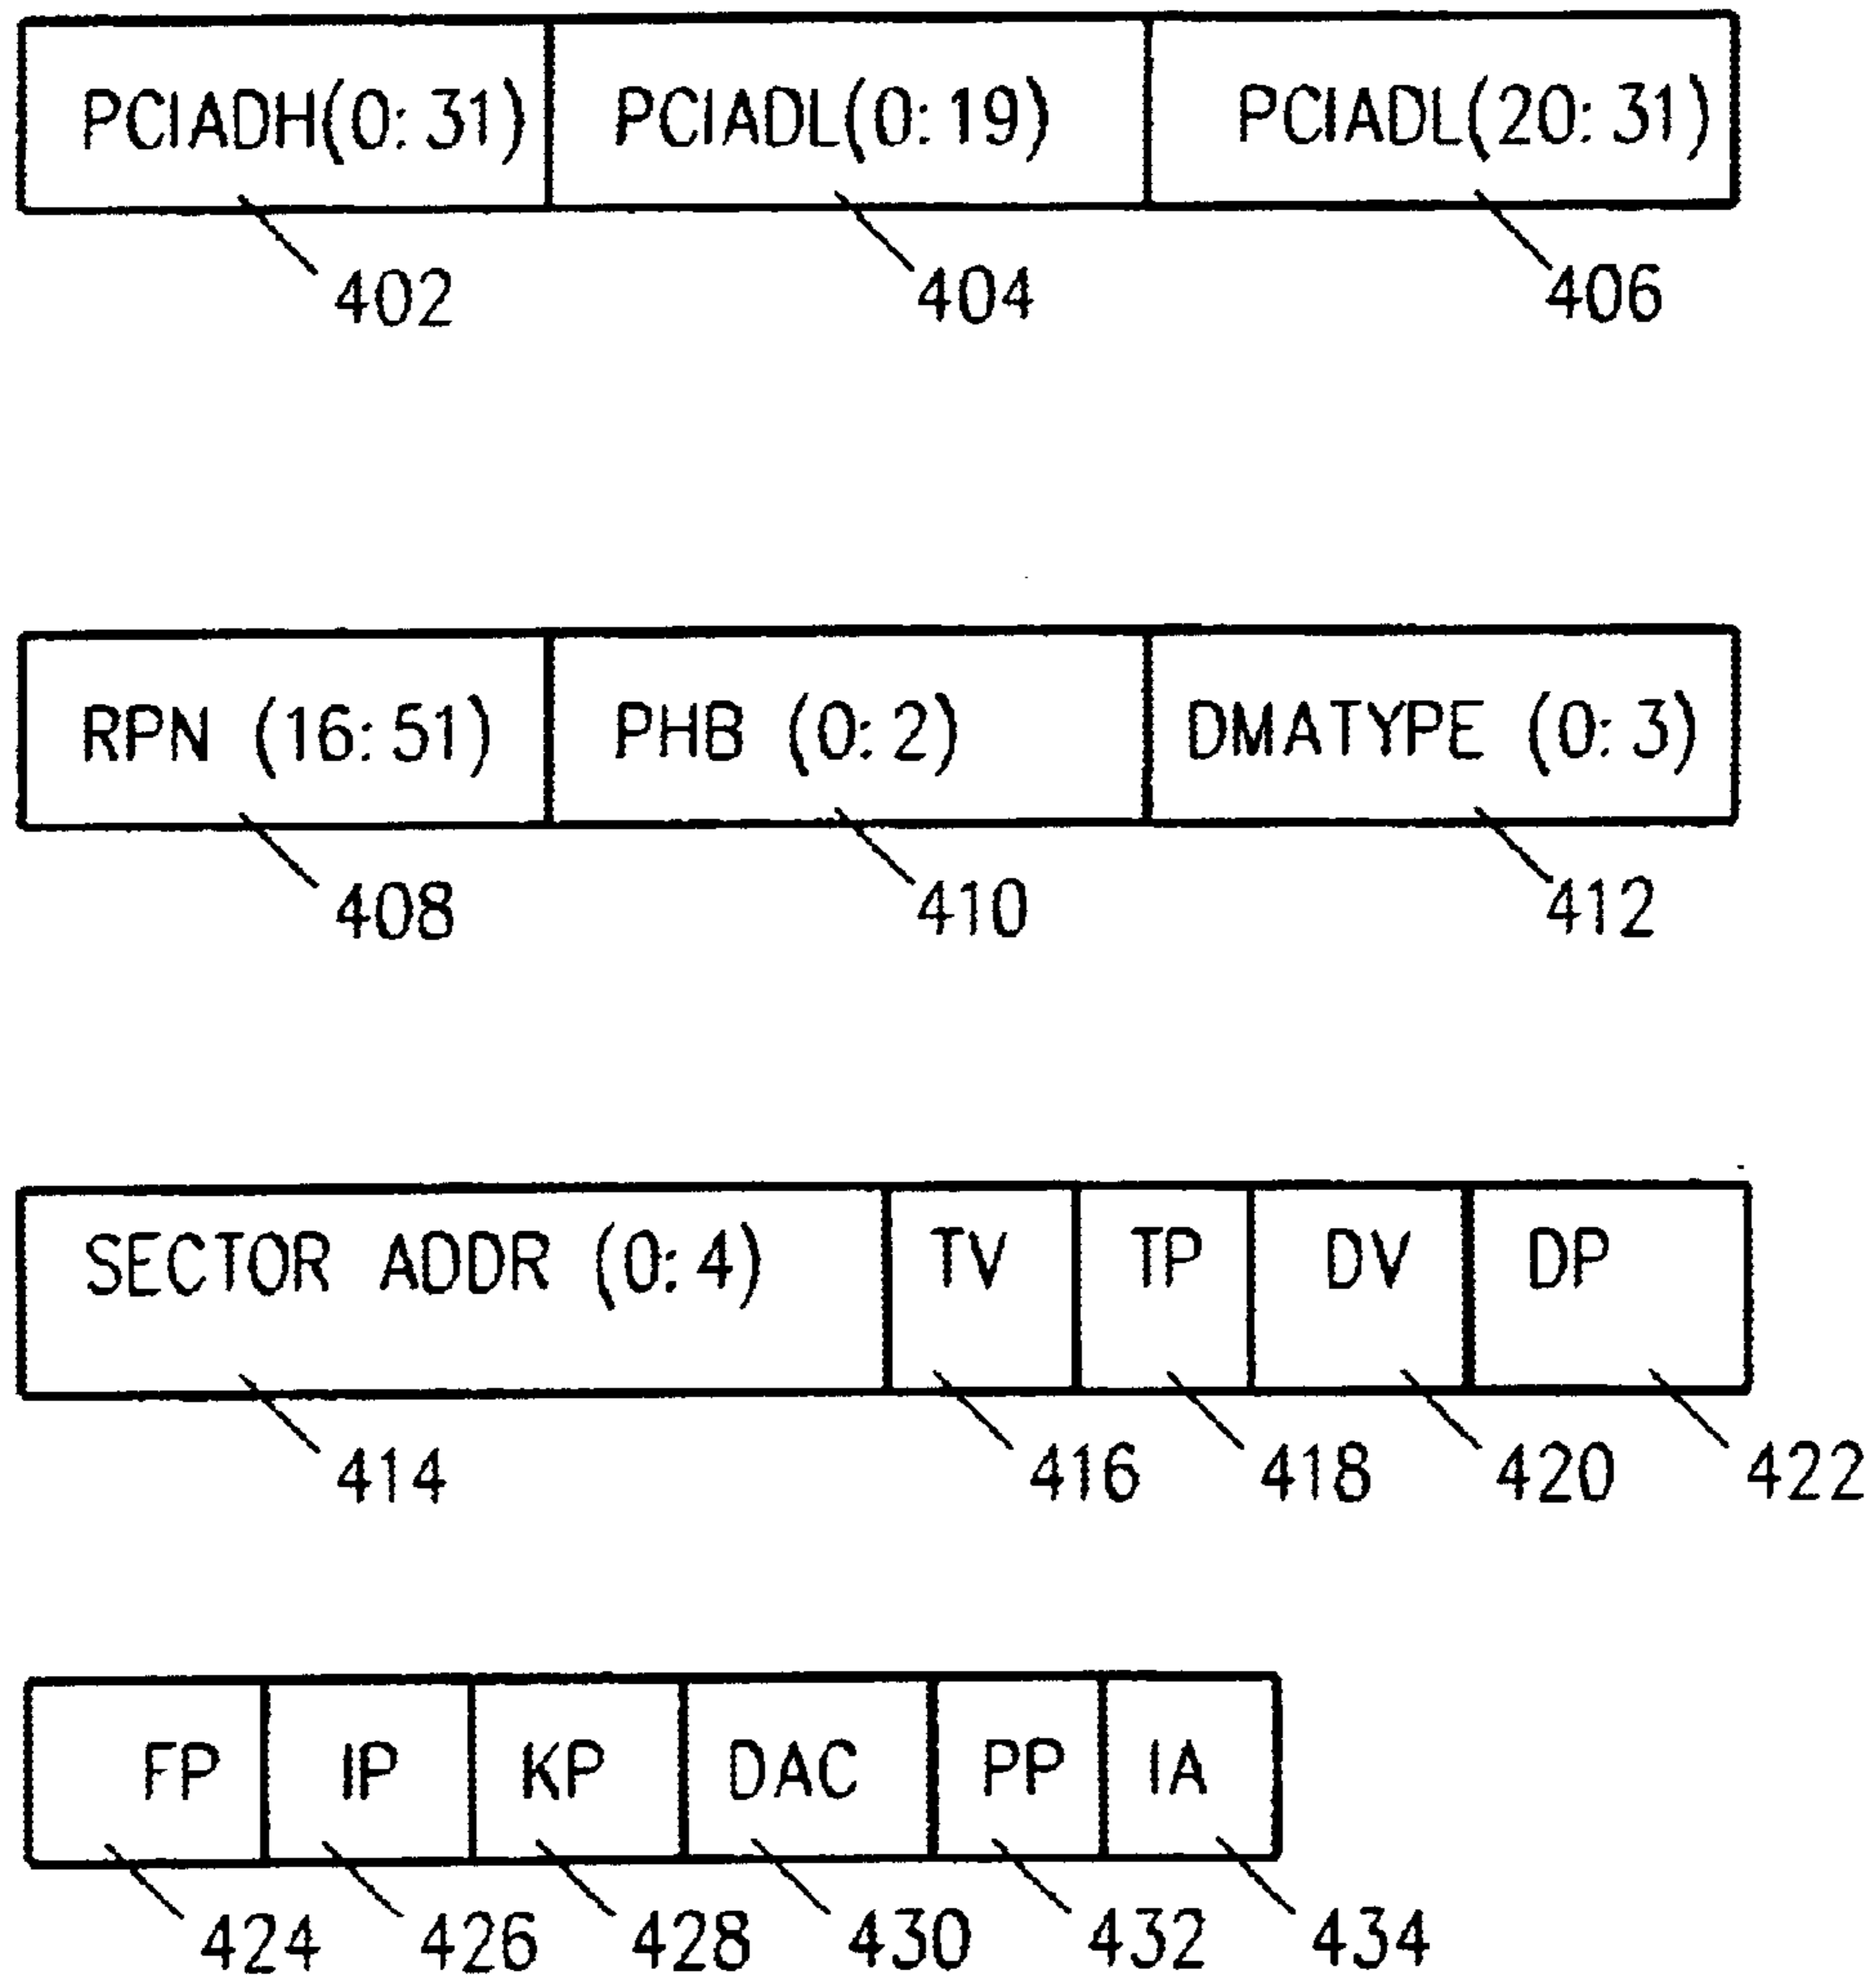 PCIADH(0:31) PCIADL(0:19) PCIADL(20:31)
402 404 406
RPN (16:51) PHB (0:2) DMATYPE (0:3)
408 410 412
SECTOR ADDR (0:4) TV TP DV DP
414 416 418 420 422
FP IP KP DAC PP IA
424 426 428 430 432 434